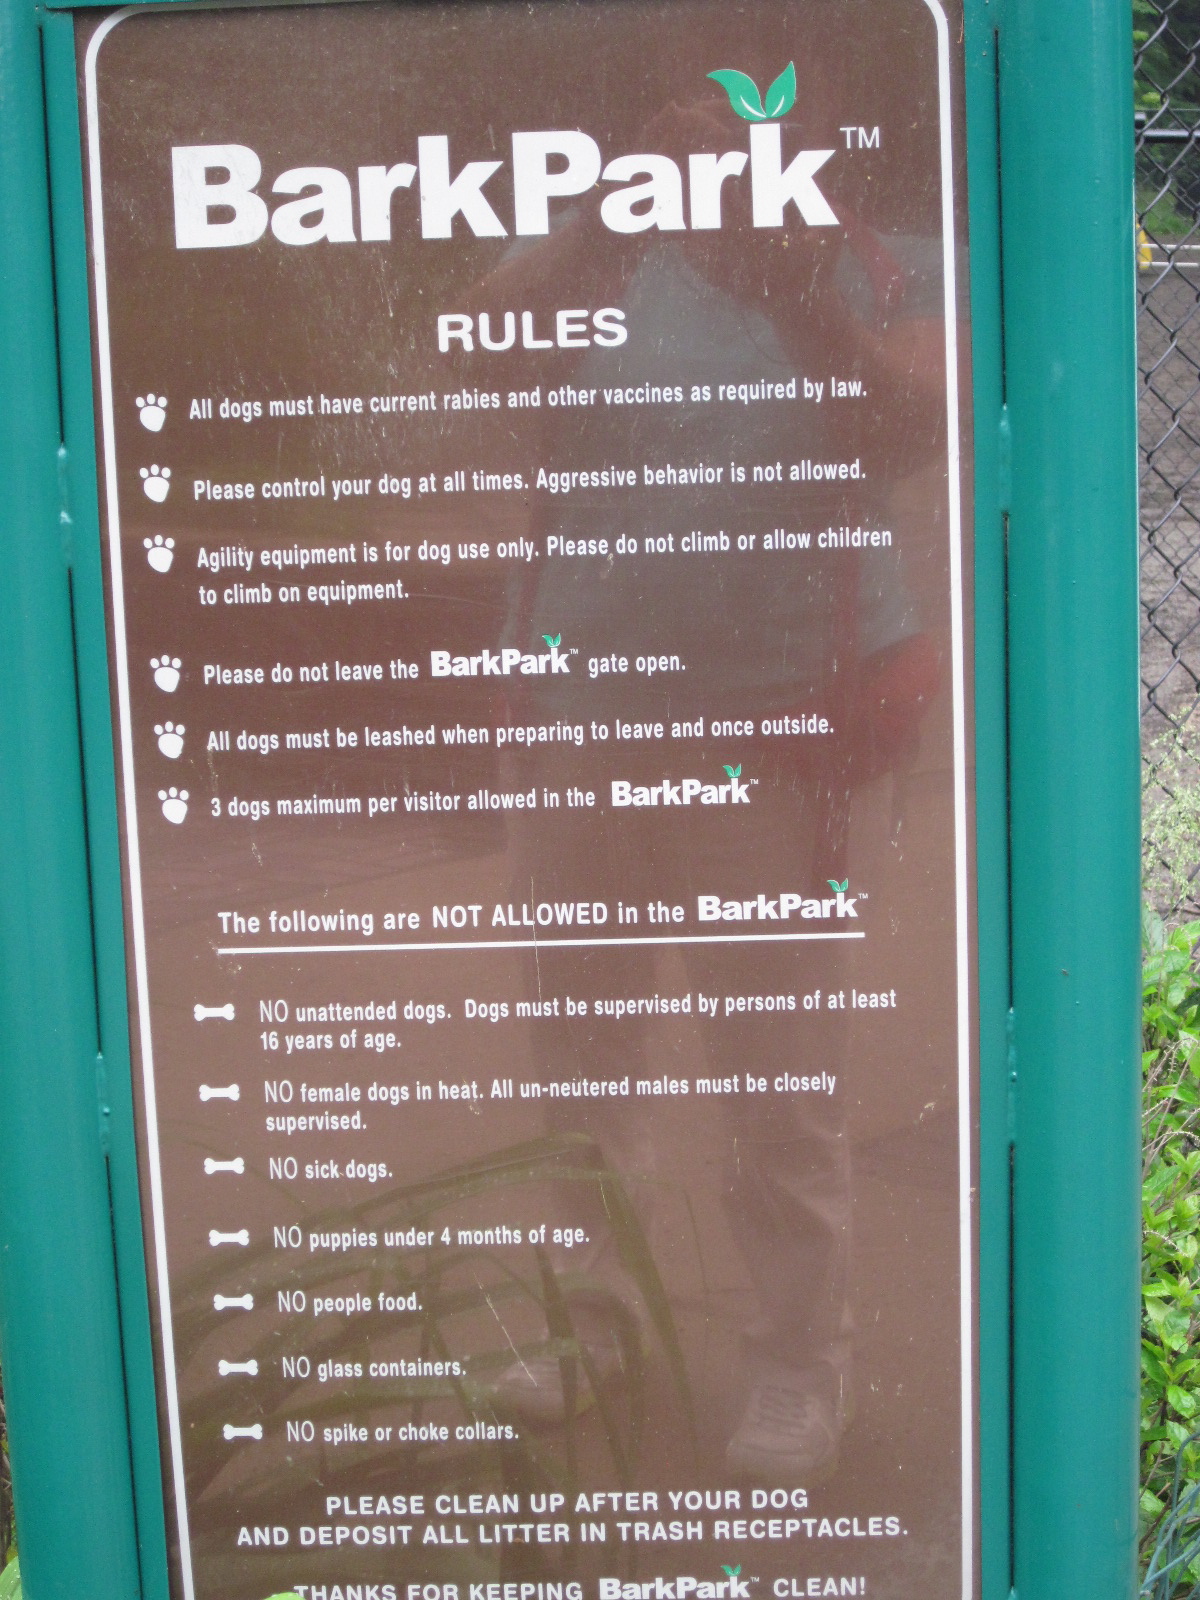 BarkPark™
RULES
All dogs must have current rabies and other vaccines as required by law.
Please control your dog at all times. Aggressive behavior is not allowed.
Agility equipment is for dog use only. Please do not climb or allow children
to climb on equipment.
Please do not leave the BarkPark™ gate open.
All dogs must be leashed when preparing to leave and once outside.
3 dogs maximum per visitor allowed in the BarkPark™
The following are NOT ALLOWED in the BarkPark™
NO unattended dogs. Dogs must be supervised by persons of at least
16 years of age.
NO female dogs in heat. All un-neutered males must be closely
supervised.
NO sick dogs.
NO puppies under 4 months of age.
NO people food.
NO glass containers.
NO spike or choke collars.
PLEASE CLEAN UP AFTER YOUR DOG
AND DEPOSIT ALL LITTER IN TRASH RECEPTACLES.
THANKS FOR KEEPING BarkPark™ CLEAN!